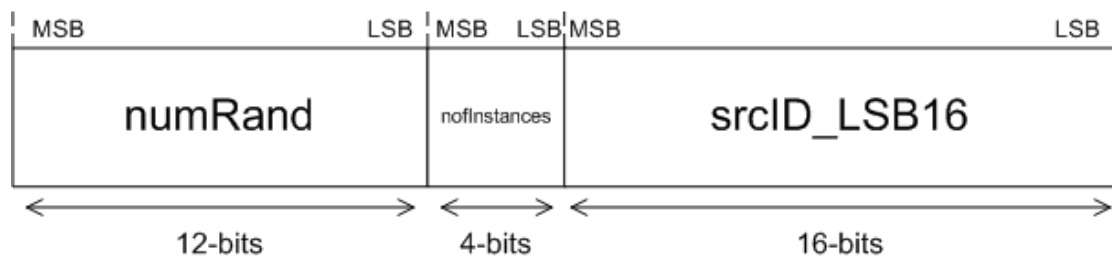 MSB LSB MSB LSB MSB LSB
numRand nofInstances srcID_LSB16
12-bits 4-bits 16-bits